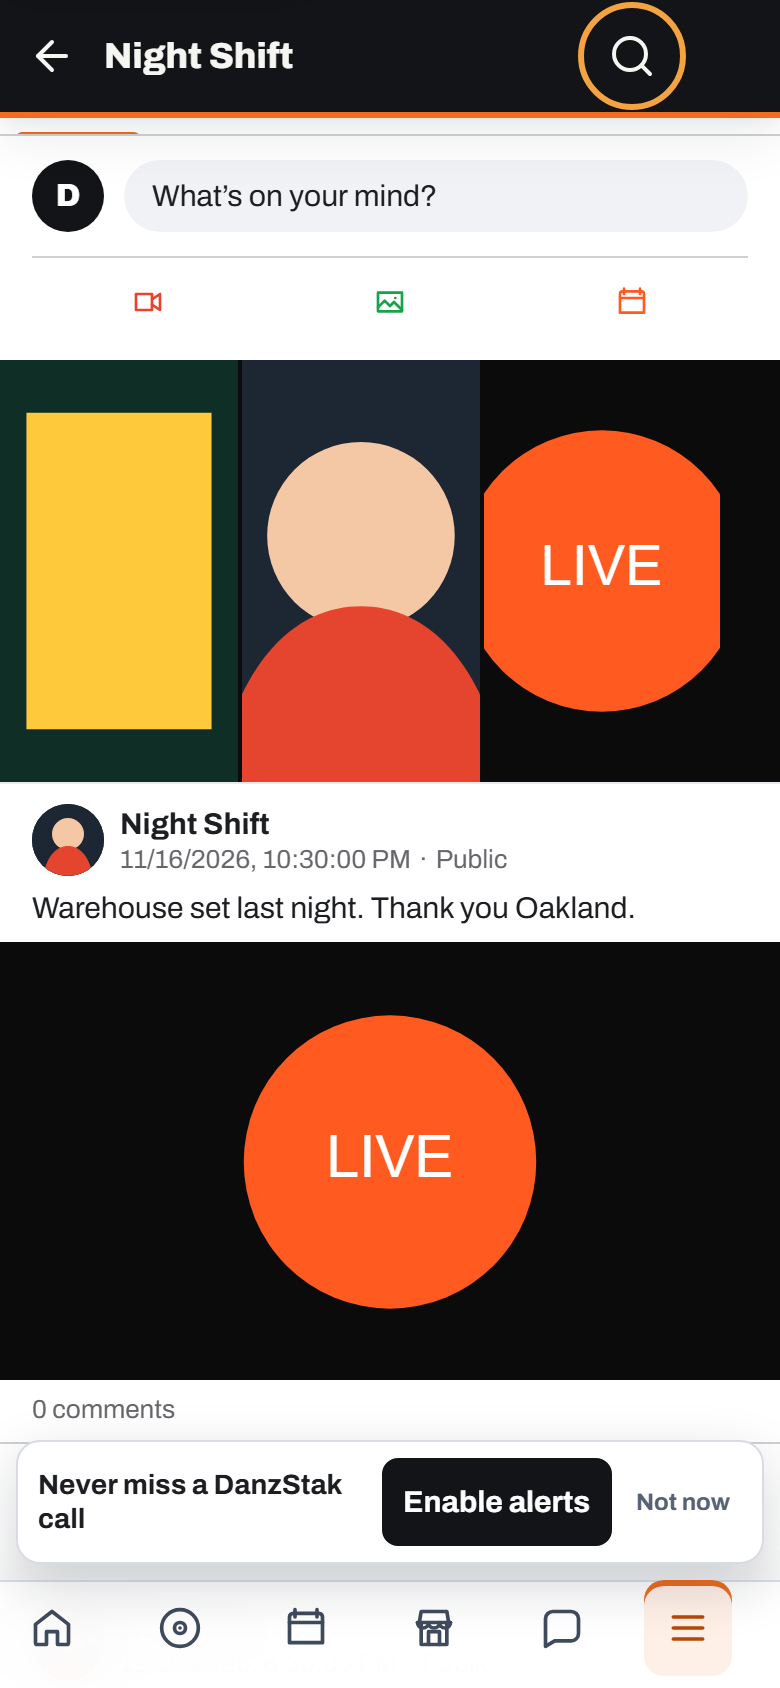 Night Shift
D
What’s on your mind?
LIVE
Night Shift
11/16/2026, 10:30:00 PM · Public
Warehouse set last night. Thank you Oakland.
LIVE
0 comments
Never miss a DanzStak
call
Enable alerts
Not now